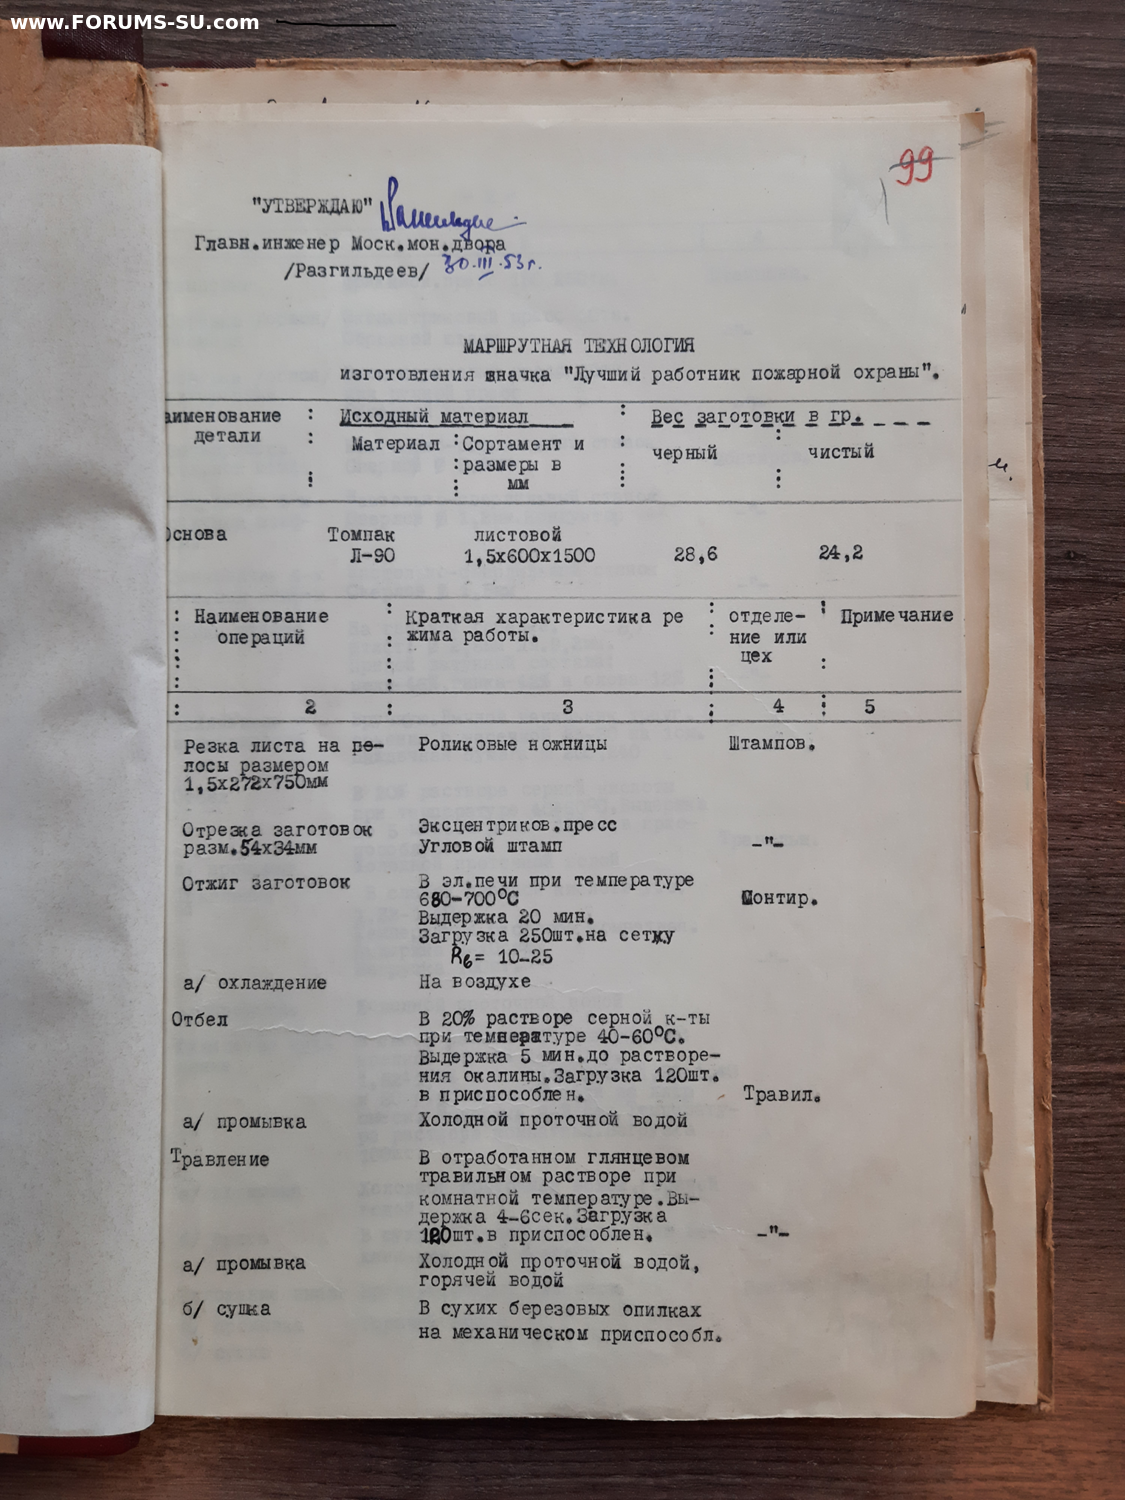 www.FORUMS-SU.com
99
"УТВЕРЖДАЮ"
Главн.инженер Моск.мон.двора
/Разгильдеев/ 30.III.53г.
МАРШРУТНАЯ ТЕХНОЛОГИЯ
изготовления значка "Лучший работник пожарной охраны".
аименование : Исходный материал : Вес заготовки в гр.
детали : Материал : Сортамент и : черный : чистый
размеры в
мм
Основа Томпак листовой
Л-90 1,5х600х1500 28,6 24,2
: Наименование : Краткая характеристика ре : отделе- : Примечание
операций : жима работы. : ние или
цех :
: 2 : 3 : 4 : 5
Резка листа на по- Роликовые ножницы Штампов.
лосы размером
1,5х272х750мм
Отрезка заготовок Эксцентриков.пресс
разм.54х34мм Угловой штамп -"-
Отжиг заготовок В эл.печи при температуре
680-700°С Монтир.
Выдержка 20 мин.
Загрузка 250шт.на сетку
Rб= 10-25
а/ охлаждение На воздухе
Отбел В 20% растворе серной к-ты
при температуре 40-60°С.
Выдержка 5 мин.до растворе-
ния окалины.Загрузка 120шт.
в приспособлен. Травил.
а/ промывка Холодной проточной водой
Травление В отработанном глянцевом
травильном растворе при
комнатной температуре.Вы-
держка 4-6сек.Загрузка
120шт.в приспособлен. -"-
а/ промывка Холодной проточной водой,
горячей водой
б/ сушка В сухих березовых опилках
на механическом приспособл.